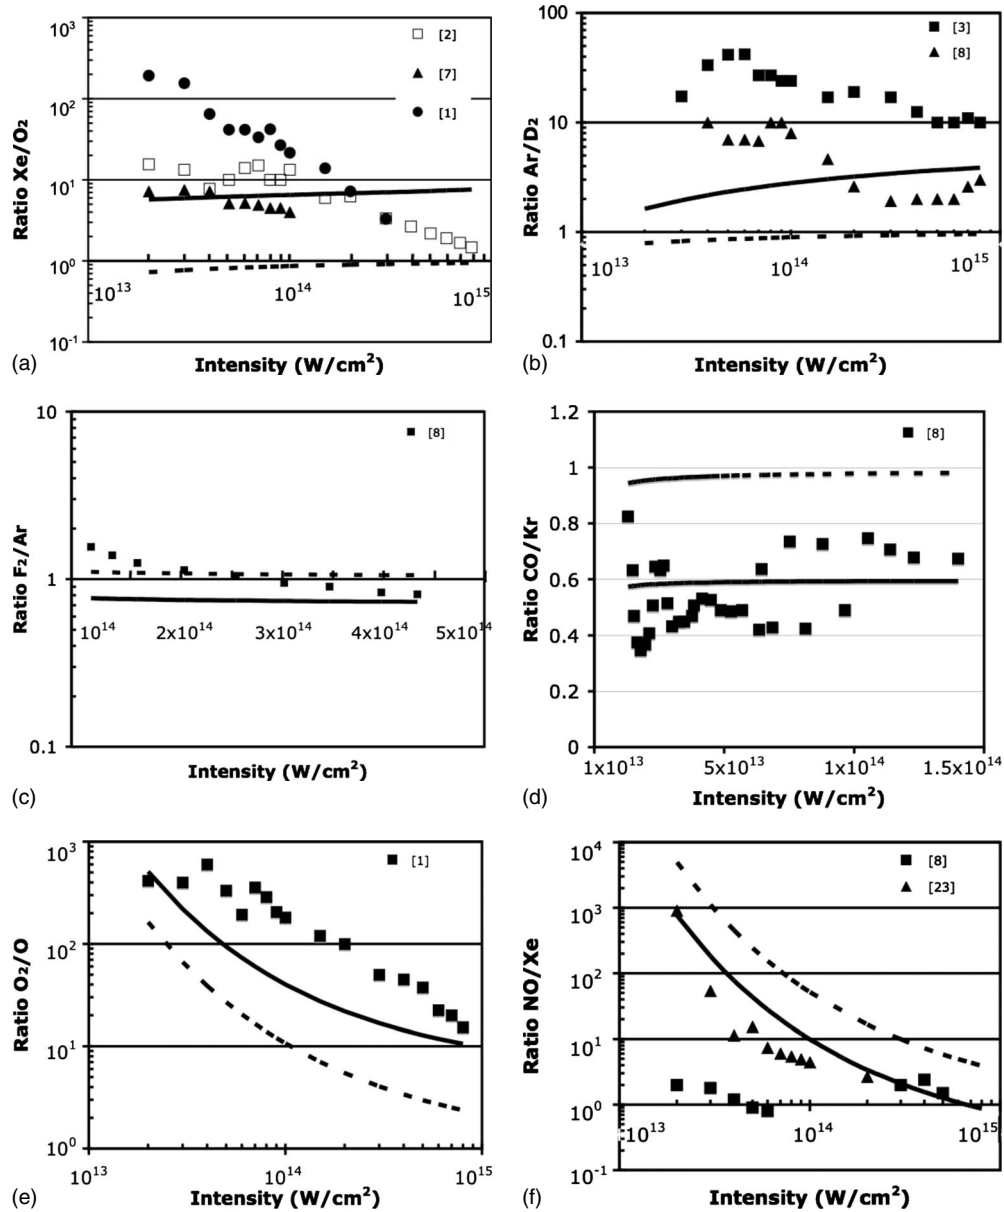 10³
10²
10¹
10⁰
10⁻¹
Ratio Xe/O₂
[2]
[7]
[1]
10¹³
10¹⁴
10¹⁵
Intensity (W/cm²)
(a)
100
10
1
0.1
Ratio Ar/D₂
[3]
[8]
10¹³
10¹⁴
10¹⁵
Intensity (W/cm²)
(b)
10
1
0.1
Ratio F₂/Ar
[8]
10¹⁴
2x10¹⁴
3x10¹⁴
4x10¹⁴
5x10¹⁴
Intensity (W/cm²)
(c)
1.2
1
0.8
0.6
0.4
0.2
0
Ratio CO/Kr
[8]
1x10¹³
5x10¹³
1x10¹⁴
1.5x10¹⁴
Intensity (W/cm²)
(d)
10³
10²
10¹
10⁰
Ratio O₂/O
[1]
10¹³
10¹⁴
10¹⁵
Intensity (W/cm²)
(e)
10⁴
10³
10²
10¹
10⁰
10⁻¹
Ratio NO/Xe
[8]
[23]
10¹³
10¹⁴
10¹⁵
Intensity (W/cm²)
(f)